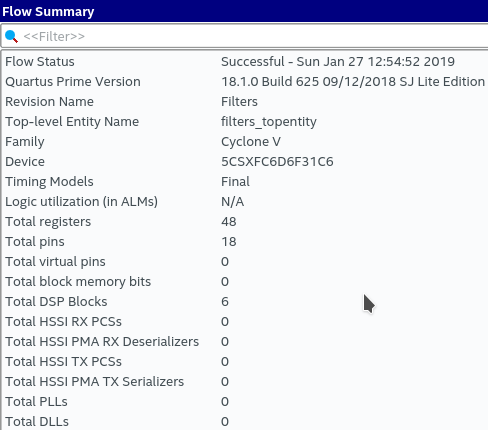 Flow Summary
<<Filter>>
Flow Status Successful - Sun Jan 27 12:54:52 2019
Quartus Prime Version 18.1.0 Build 625 09/12/2018 SJ Lite Edition
Revision Name Filters
Top-level Entity Name filters_topentity
Family Cyclone V
Device 5CSXFC6D6F31C6
Timing Models Final
Logic utilization (in ALMs) N/A
Total registers 48
Total pins 18
Total virtual pins 0
Total block memory bits 0
Total DSP Blocks 6
Total HSSI RX PCSs 0
Total HSSI PMA RX Deserializers 0
Total HSSI TX PCSs 0
Total HSSI PMA TX Serializers 0
Total PLLs 0
Total DLLs 0